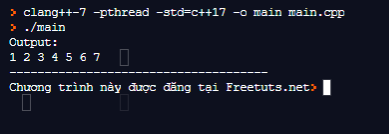 > clang++-7 -pthread -std=c++17 -o main main.cpp
> ./main
Output:
1 2 3 4 5 6 7
------------------------------------
Chương trình này được đăng tại Freetuts.net>